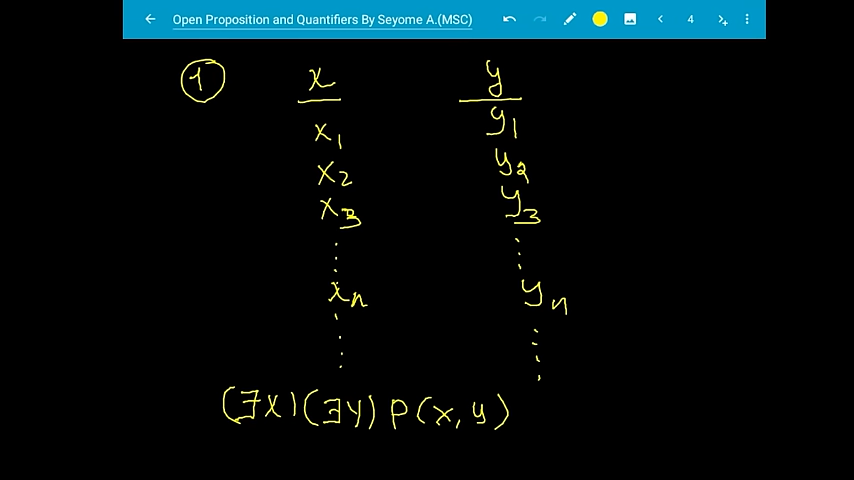 Open Proposition and Quantifiers By Seyome A.(MSC) 4
1 x y
x1 y1
x2 y2
x3 y3
xn yn
(∃x)(∃y) P(x, y)